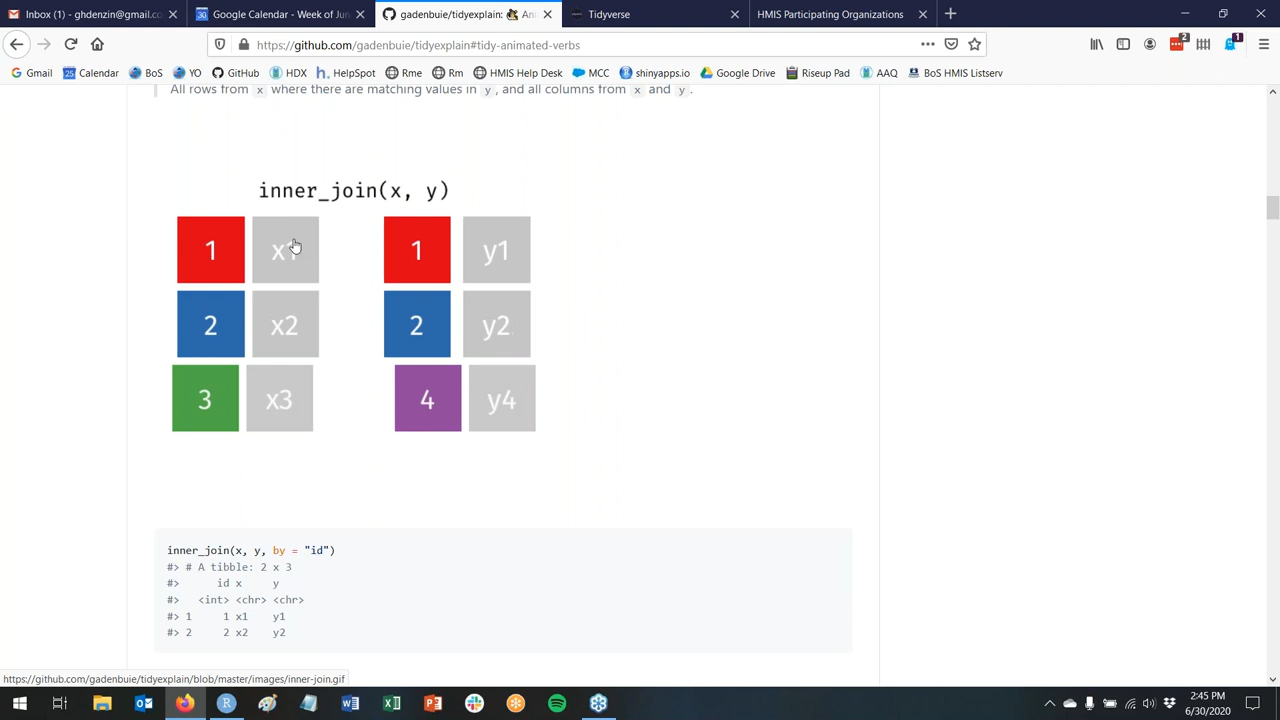 Inbox (1) - ghdenzin@gmail.co
Google Calendar - Week of Jun
gadenbuie/tidyexplain: Ani
Tidyverse
HMIS Participating Organizations
https://github.com/gadenbuie/tidyexplain#tidy-animated-verbs
2
1
Gmail
Calendar
BoS
YO
GitHub
HDX
HelpSpot
Rme
Rm
HMIS Help Desk
MCC
shinyapps.io
Google Drive
Riseup Pad
AAQ
BoS HMIS Listserv
All rows from x where there are matching values in y, and all columns from x and y.
inner_join(x, y)
1 x1 1 y1
2 x2 2 y2
3 x3 4 y4
inner_join(x, y, by = "id")
#> # A tibble: 2 x 3
#> id x y
#> <int> <chr> <chr>
#> 1 1 x1 y1
#> 2 2 x2 y2
https://github.com/gadenbuie/tidyexplain/blob/master/images/inner-join.gif
2:45 PM
6/30/2020